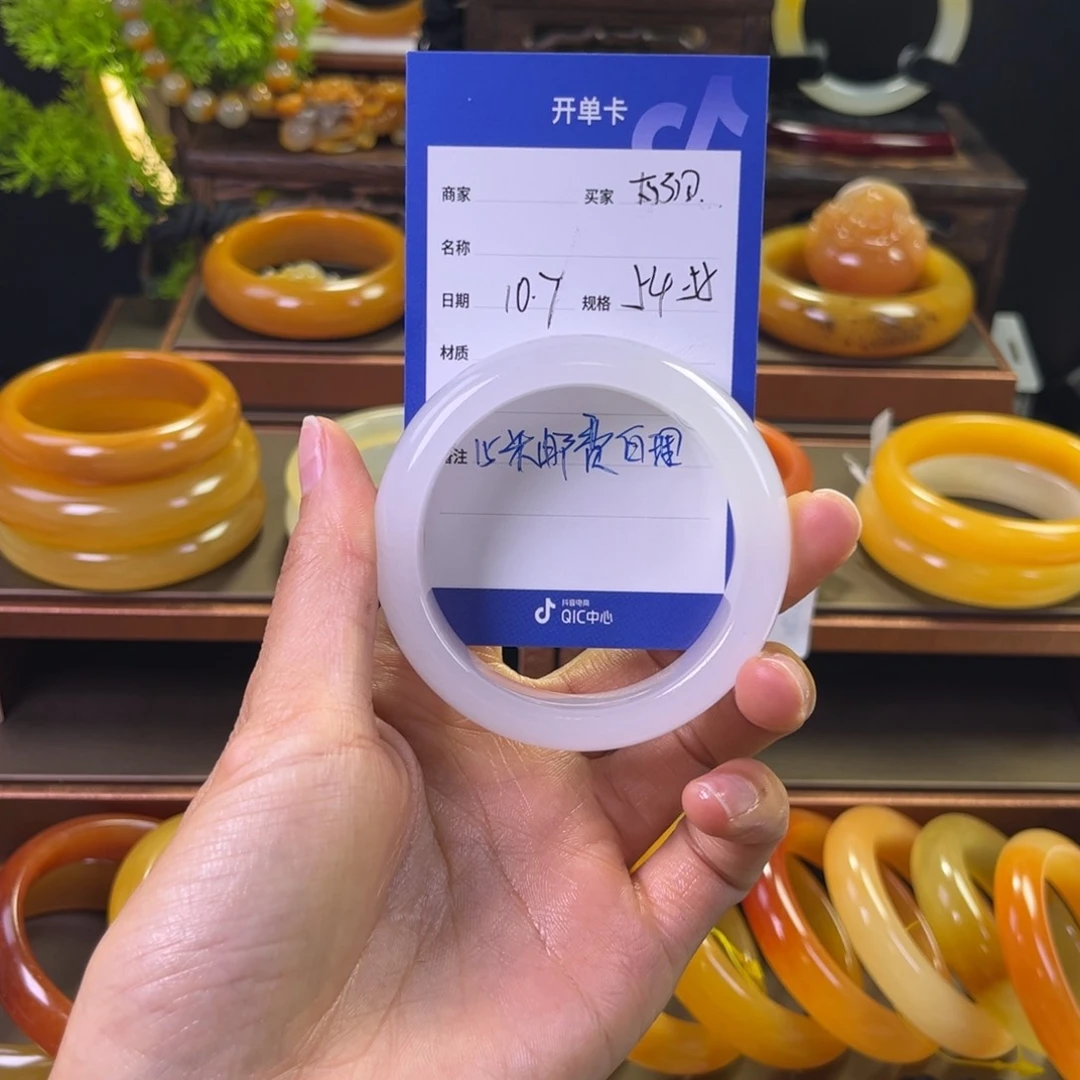 开单卡
商家 买家
名称
日期 10.7 规格 54
材质
备注 15米邮费自理
抖音电商
QIC中心